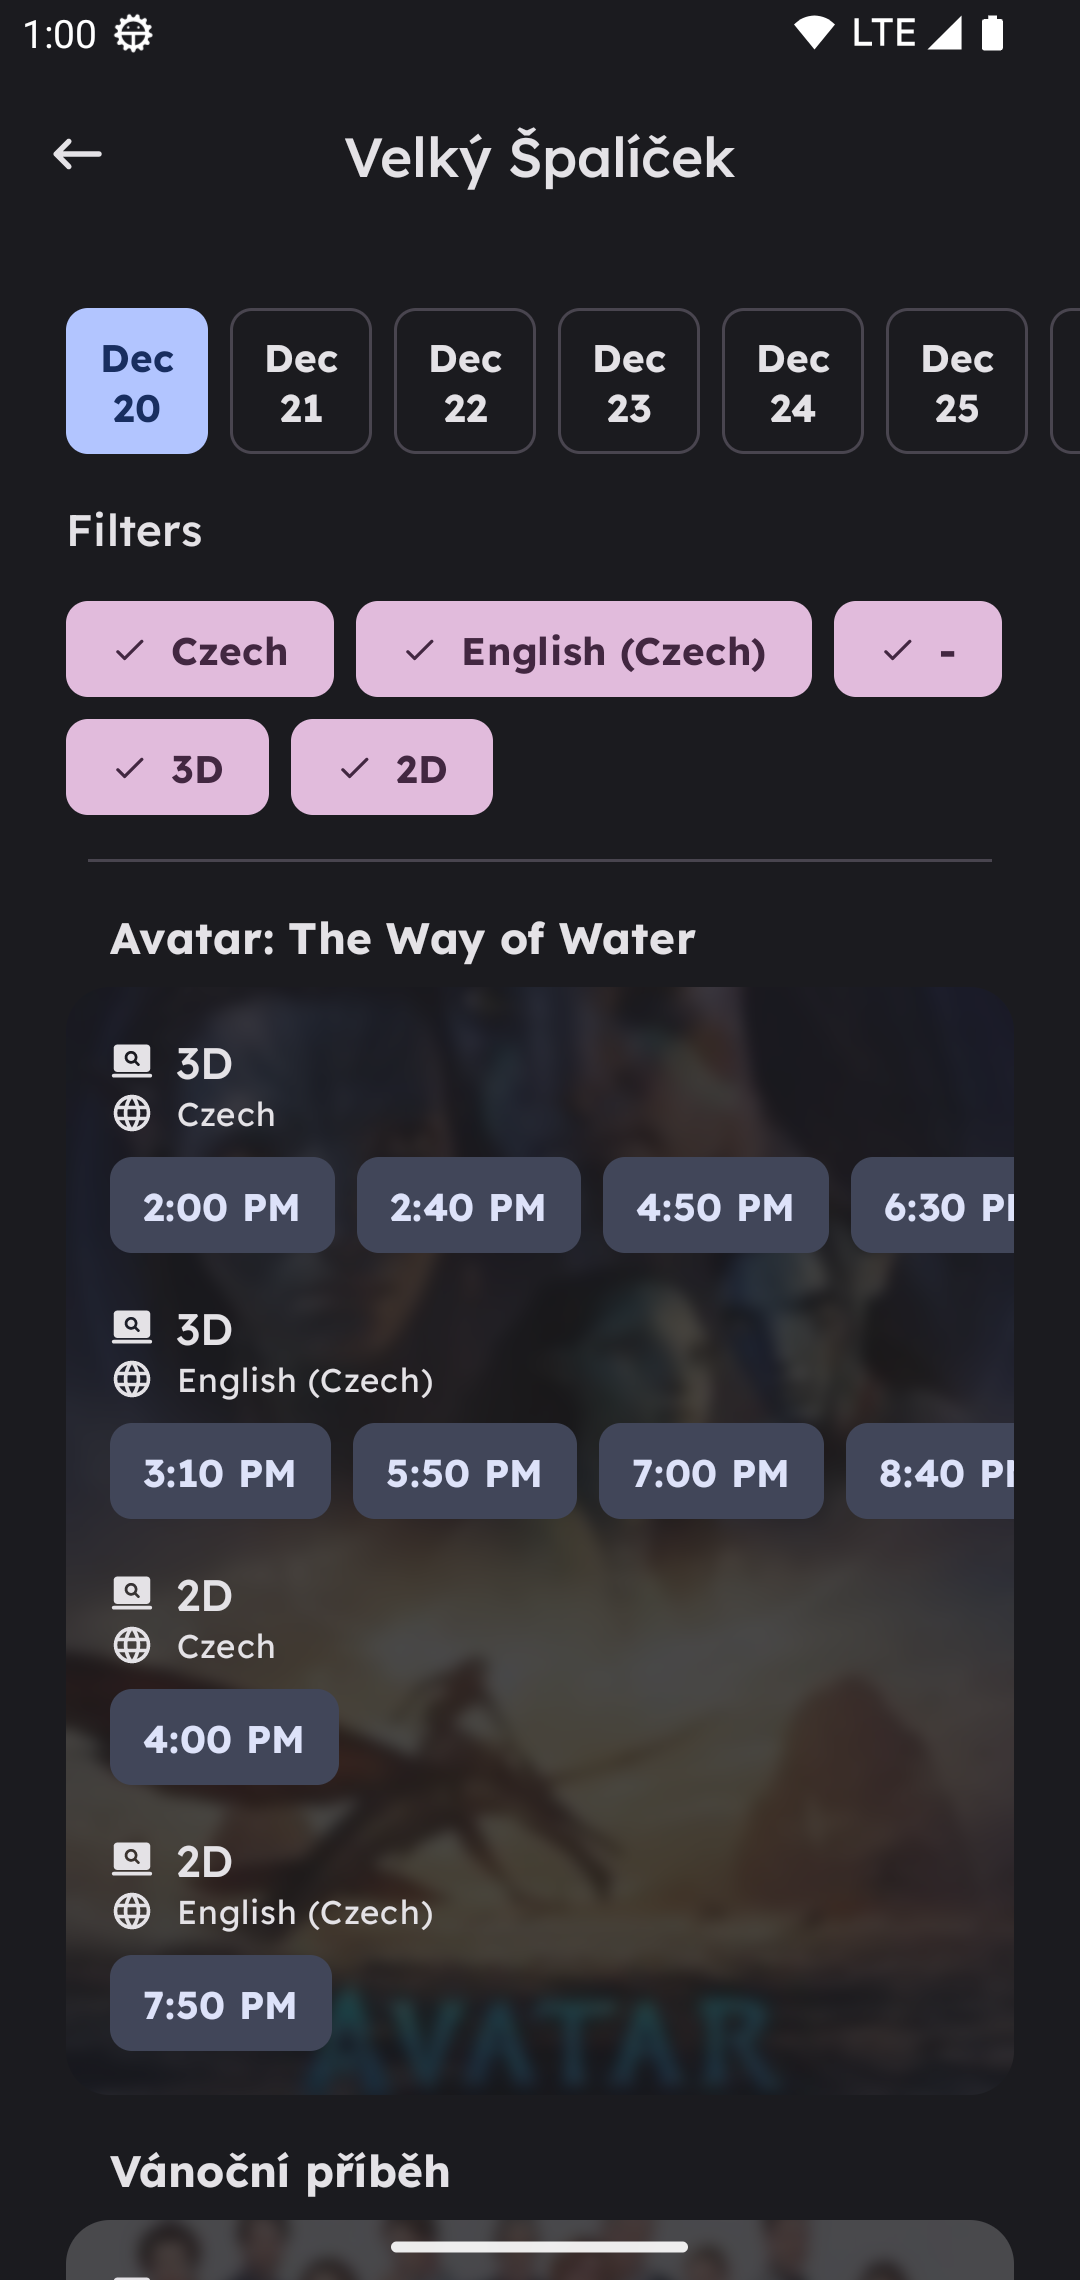 1:00 LTE
Velký Špalíček
Dec 20 Dec 21 Dec 22 Dec 23 Dec 24 Dec 25
Filters
Czech English (Czech) -
3D 2D
Avatar: The Way of Water
3D
Czech
2:00 PM 2:40 PM 4:50 PM 6:30 P
3D
English (Czech)
3:10 PM 5:50 PM 7:00 PM 8:40 P
2D
Czech
4:00 PM
2D
English (Czech)
7:50 PM
AVATAR
Vánoční příběh